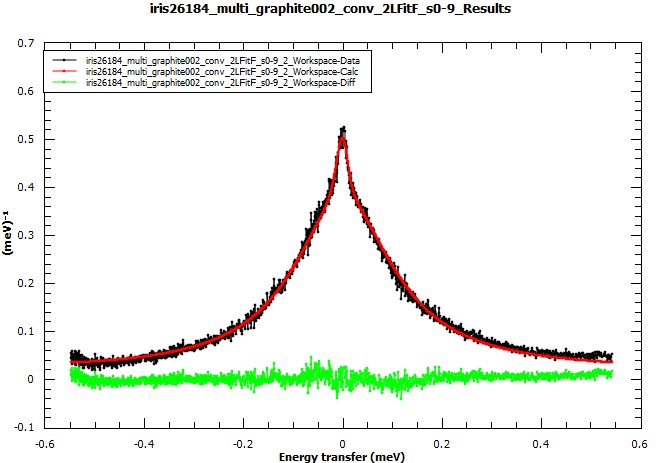 iris26184_multi_graphite002_conv_2LFitF_s0-9_Results
0.7
iris26184_multi_graphite002_conv_2LFitF_s0-9_2_Workspace-Data
iris26184_multi_graphite002_conv_2LFitF_s0-9_2_Workspace-Calc
iris26184_multi_graphite002_conv_2LFitF_s0-9_2_Workspace-Diff
0.6
0.5
0.4
(meV)⁻¹
0.3
0.2
0.1
0
-0.1
-0.6 -0.4 -0.2 0 0.2 0.4 0.6
Energy transfer (meV)